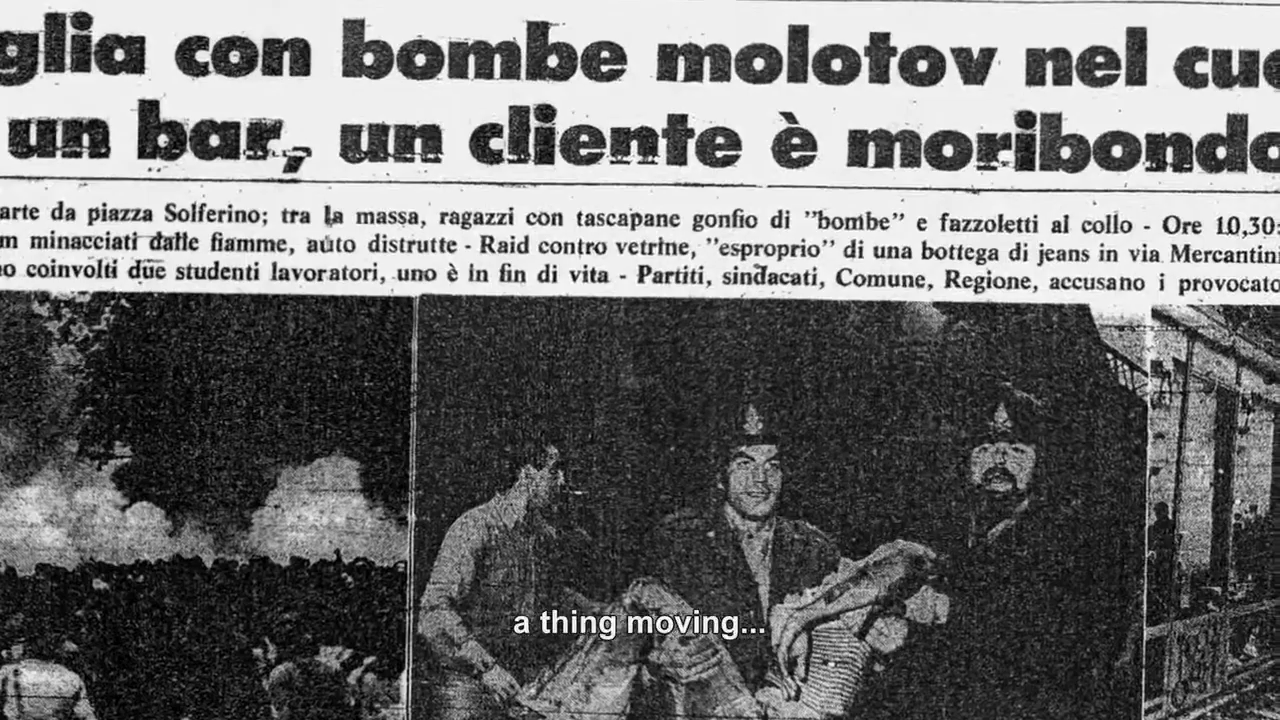 glia con bombe molotov nel cuo
un bar, un cliente è moribondo
arte da piazza Solferino; tra la massa, ragazzi con tascapane gonfio di "bombe" e fazzoletti al collo - Ore 10,30:
m minacciati dalle fiamme, auto distrutte - Raid contro vetrine, "esproprio" di una bottega di jeans in via Mercantini
no coinvolti due studenti lavoratori, uno è in fin di vita - Partiti, sindacati, Comune, Regione, accusano i provocato
a thing moving...